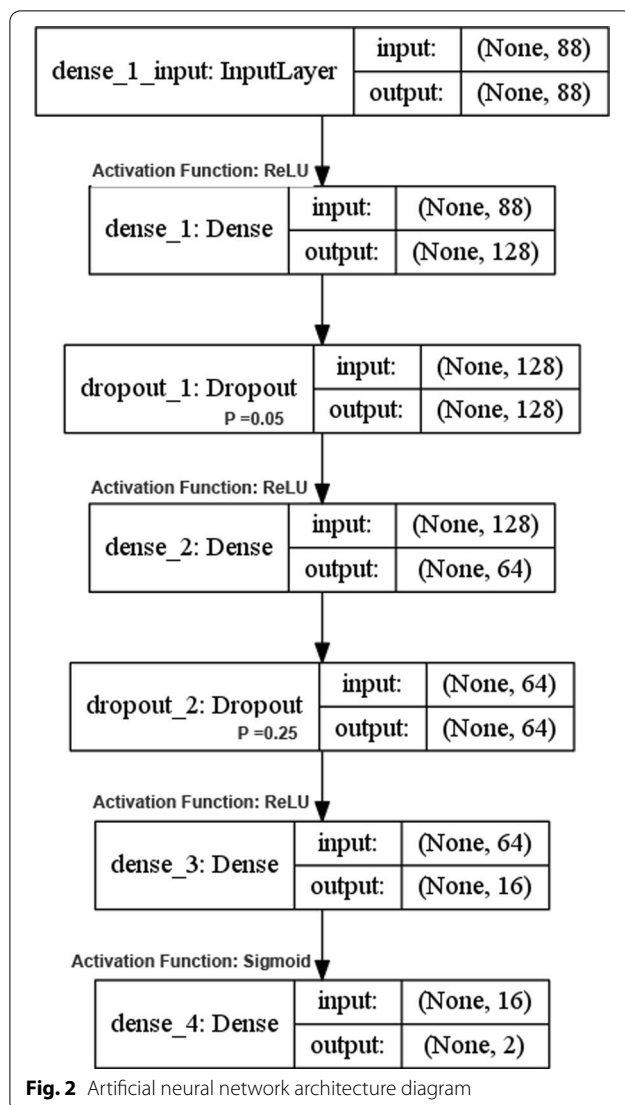 dense_1_input: InputLayer
input: (None, 88)
output: (None, 88)
Activation Function: ReLU
dense_1: Dense
input: (None, 88)
output: (None, 128)
dropout_1: Dropout
P =0.05
input: (None, 128)
output: (None, 128)
Activation Function: ReLU
dense_2: Dense
input: (None, 128)
output: (None, 64)
dropout_2: Dropout
P =0.25
input: (None, 64)
output: (None, 64)
Activation Function: ReLU
dense_3: Dense
input: (None, 64)
output: (None, 16)
Activation Function: Sigmoid
dense_4: Dense
input: (None, 16)
output: (None, 2)
Fig. 2 Artificial neural network architecture diagram